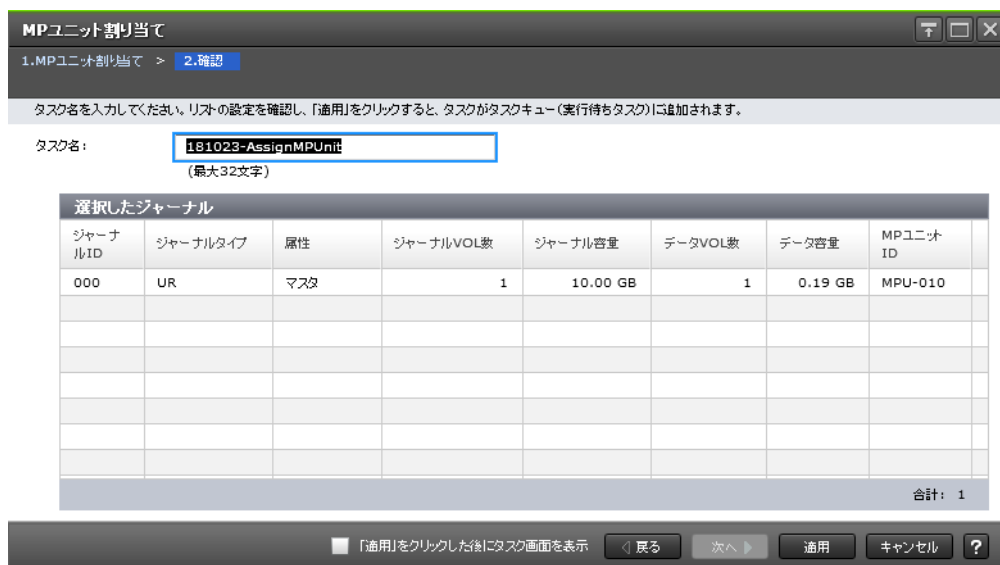 MPユニット割り当て
1.MPユニット割り当て > 2.確認
タスク名を入力してください。リストの設定を確認し、「適用」をクリックすると、タスクがタスクキュー(実行待ちタスク)に追加されます。
タスク名: 181023-AssignMPUnit
(最大32文字)
選択したジャーナル
ジャーナルID ジャーナルタイプ 属性 ジャーナルVOL数 ジャーナル容量 データVOL数 データ容量 MPユニットID
000 UR マスタ 1 10.00 GB 1 0.19 GB MPU-010
合計: 1
「適用」をクリックした後にタスク画面を表示 戻る 次へ 適用 キャンセル ?